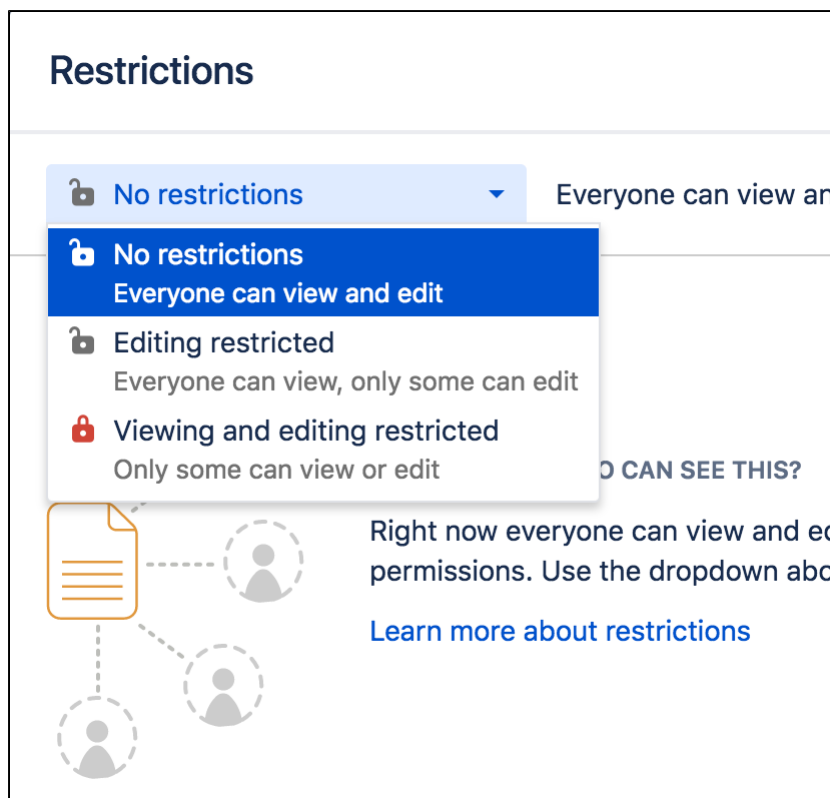 Restrictions
No restrictions
Everyone can view an
No restrictions
Everyone can view and edit
Editing restricted
Everyone can view, only some can edit
Viewing and editing restricted
Only some can view or edit
O CAN SEE THIS?
Right now everyone can view and ed
permissions. Use the dropdown abo
Learn more about restrictions